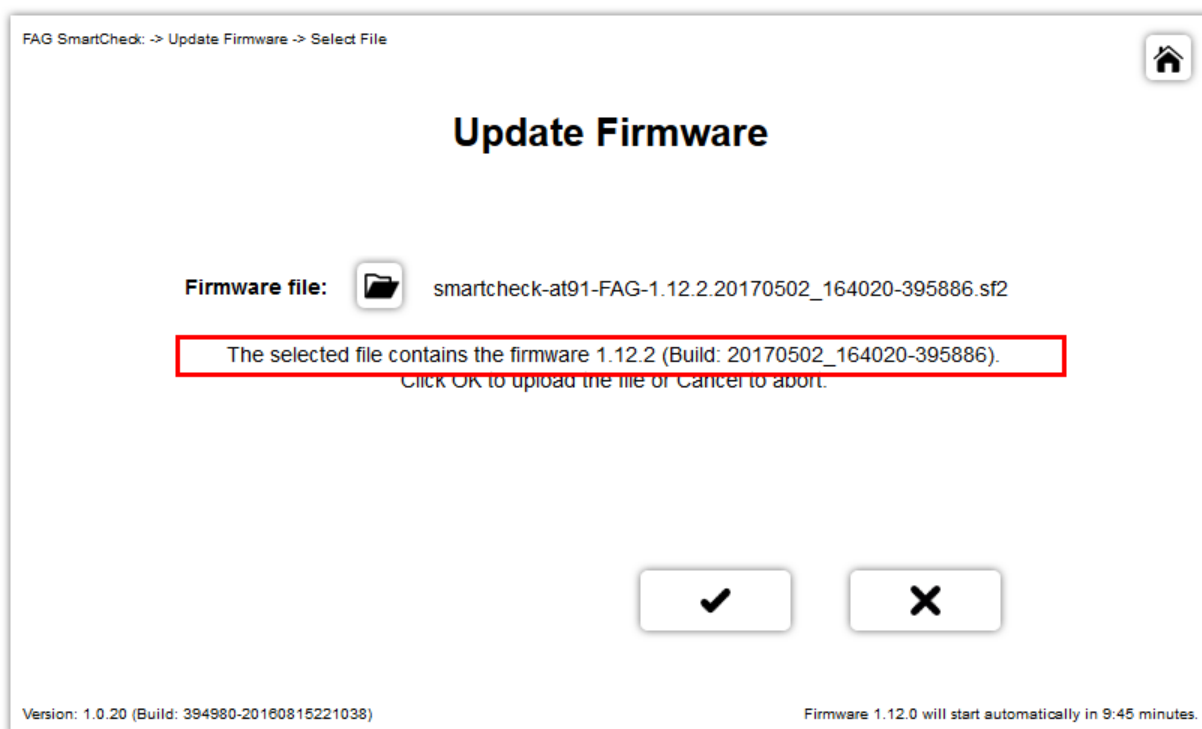 FAG SmartCheck: -> Update Firmware -> Select File
Update Firmware
Firmware file: smartcheck-at91-FAG-1.12.2.20170502_164020-395886.sf2
The selected file contains the firmware 1.12.2 (Build: 20170502_164020-395886).
Click OK to upload the file or Cancel to abort.
Version: 1.0.20 (Build: 394980-20160815221038)
Firmware 1.12.0 will start automatically in 9:45 minutes.